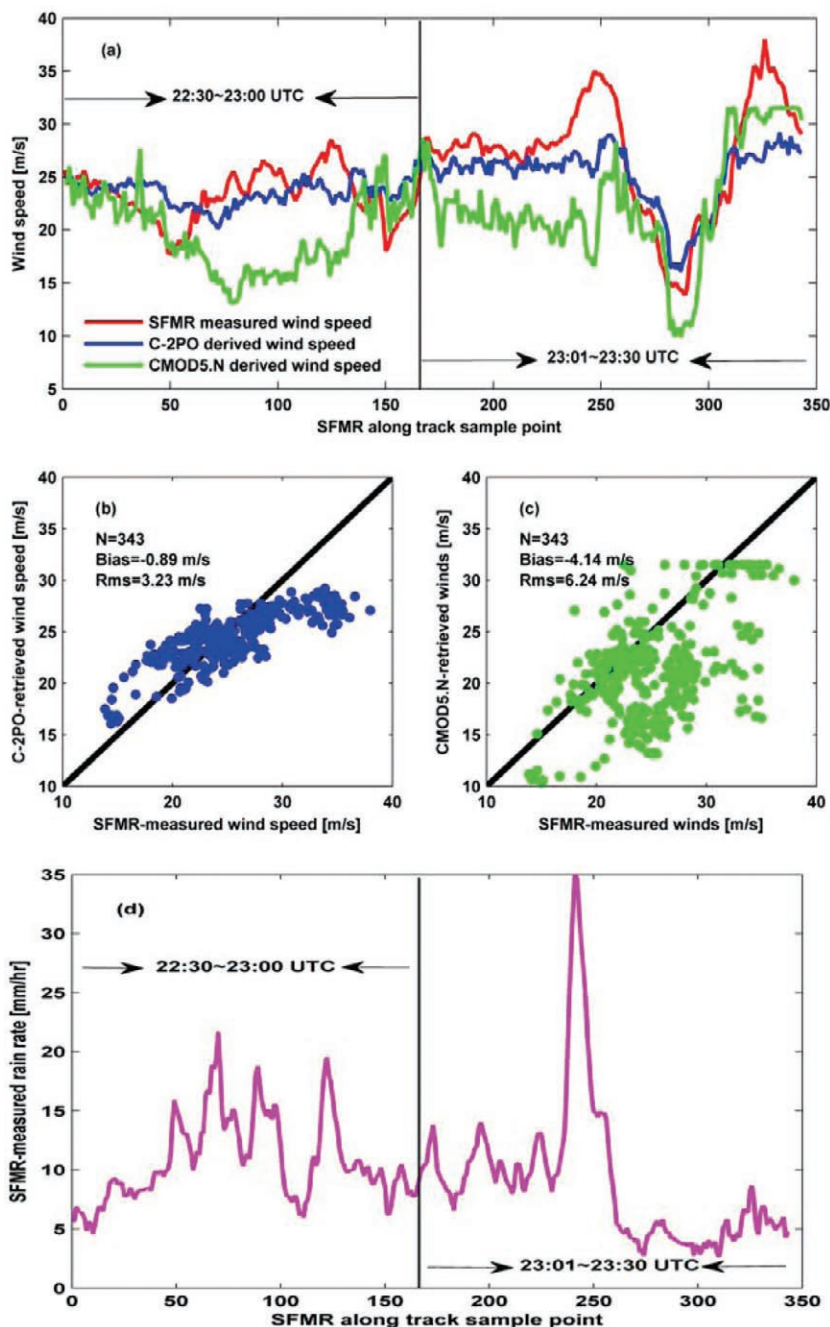 40
35
30
25
20
15
10
5
Wind speed [m/s]
(a)
22:30~23:00 UTC
SFMR measured wind speed
C-2PO derived wind speed
CMOD5.N derived wind speed
23:01~23:30 UTC
0 50 100 150 200 250 300 350
SFMR along track sample point
40
35
30
25
20
15
10
C-2PO-retrieved wind speed [m/s]
(b)
N=343
Bias=-0.89 m/s
Rms=3.23 m/s
10 20 30 40
SFMR-measured wind speed [m/s]
40
35
30
25
20
15
10
CMOD5.N-retrieved winds [m/s]
(c)
N=343
Bias=-4.14 m/s
Rms=6.24 m/s
10 20 30 40
SFMR-measured winds [m/s]
35
30
25
20
15
10
5
0
SFMR-measured rain rate [mm/hr]
(d)
22:30~23:00 UTC
23:01~23:30 UTC
0 50 100 150 200 250 300 350
SFMR along track sample point